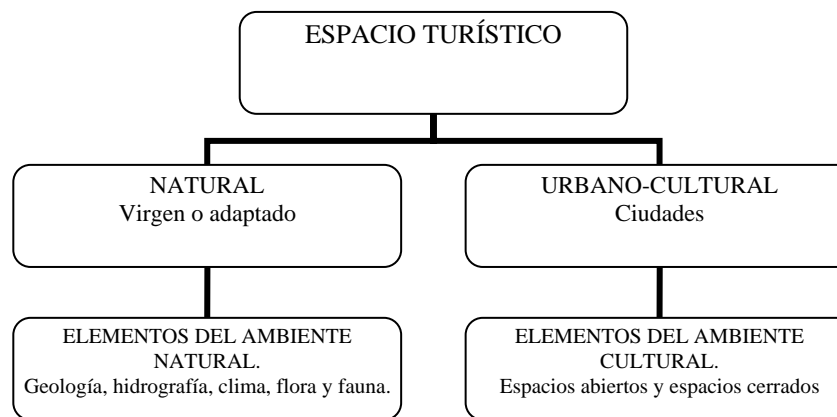 ESPACIO TURÍSTICO
NATURAL
Virgen o adaptado
URBANO-CULTURAL
Ciudades
ELEMENTOS DEL AMBIENTE
NATURAL.
Geología, hidrografía, clima, flora y fauna.
ELEMENTOS DEL AMBIENTE
CULTURAL.
Espacios abiertos y espacios cerrados